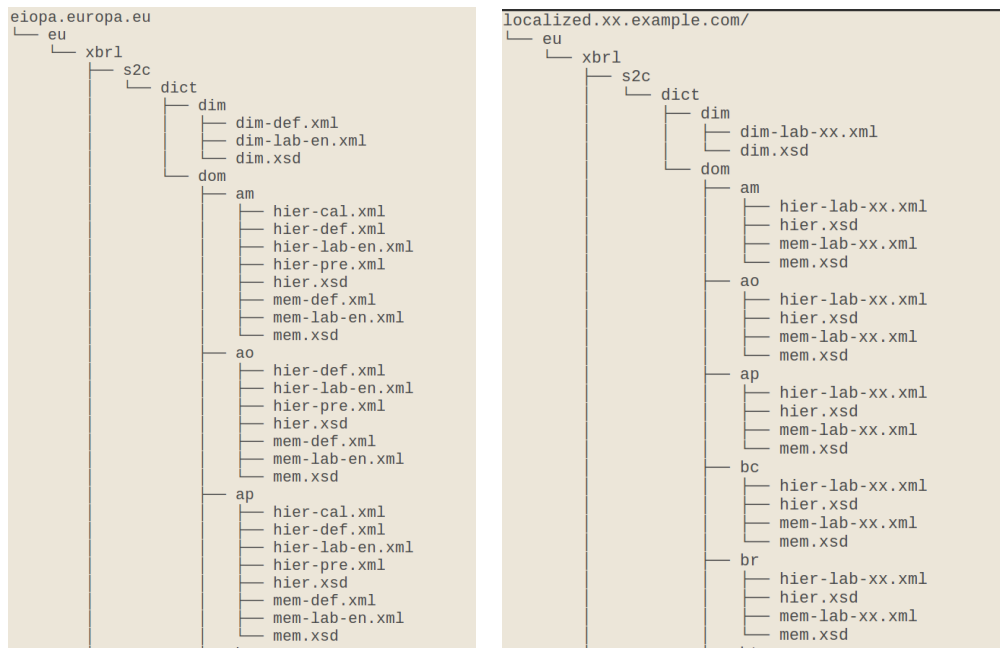 eiopa.europa.eu
└── eu
    └── xbrl
        ├── s2c
        │   └── dict
        │       ├── dim
        │       │   ├── dim-def.xml
        │       │   ├── dim-lab-en.xml
        │       │   └── dim.xsd
        │       └── dom
        │           ├── am
        │           │   ├── hier-cal.xml
        │           │   ├── hier-def.xml
        │           │   ├── hier-lab-en.xml
        │           │   ├── hier-pre.xml
        │           │   ├── hier.xsd
        │           │   ├── mem-def.xml
        │           │   ├── mem-lab-en.xml
        │           │   └── mem.xsd
        │           ├── ao
        │           │   ├── hier-def.xml
        │           │   ├── hier-lab-en.xml
        │           │   ├── hier-pre.xml
        │           │   ├── hier.xsd
        │           │   ├── mem-def.xml
        │           │   ├── mem-lab-en.xml
        │           │   └── mem.xsd
        │           ├── ap
        │           │   ├── hier-cal.xml
        │           │   ├── hier-def.xml
        │           │   ├── hier-lab-en.xml
        │           │   ├── hier-pre.xml
        │           │   ├── hier.xsd
        │           │   ├── mem-def.xml
        │           │   ├── mem-lab-en.xml
        │           │   └── mem.xsd
localized.xx.example.com/
└── eu
    └── xbrl
        ├── s2c
        │   └── dict
        │       ├── dim
        │       │   ├── dim-lab-xx.xml
        │       │   └── dim.xsd
        │       └── dom
        │           ├── am
        │           │   ├── hier-lab-xx.xml
        │           │   ├── hier.xsd
        │           │   ├── mem-lab-xx.xml
        │           │   └── mem.xsd
        │           ├── ao
        │           │   ├── hier-lab-xx.xml
        │           │   ├── hier.xsd
        │           │   ├── mem-lab-xx.xml
        │           │   └── mem.xsd
        │           ├── ap
        │           │   ├── hier-lab-xx.xml
        │           │   ├── hier.xsd
        │           │   ├── mem-lab-xx.xml
        │           │   └── mem.xsd
        │           ├── bc
        │           │   ├── hier-lab-xx.xml
        │           │   ├── hier.xsd
        │           │   ├── mem-lab-xx.xml
        │           │   └── mem.xsd
        │           ├── br
        │           │   ├── hier-lab-xx.xml
        │           │   ├── hier.xsd
        │           │   ├── mem-lab-xx.xml
        │           │   └── mem.xsd